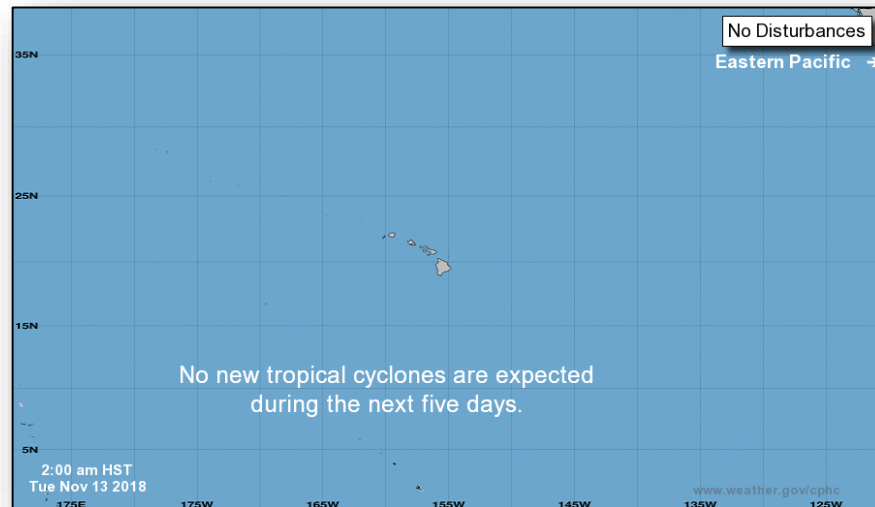 No Disturbances
Eastern Pacific →
35N
25N
15N
No new tropical cyclones are expected
during the next five days.
5N
2:00 am HST
Tue Nov 13 2018
www.weather.gov/cphc
175E 175W 165W 155W 145W 135W 125W